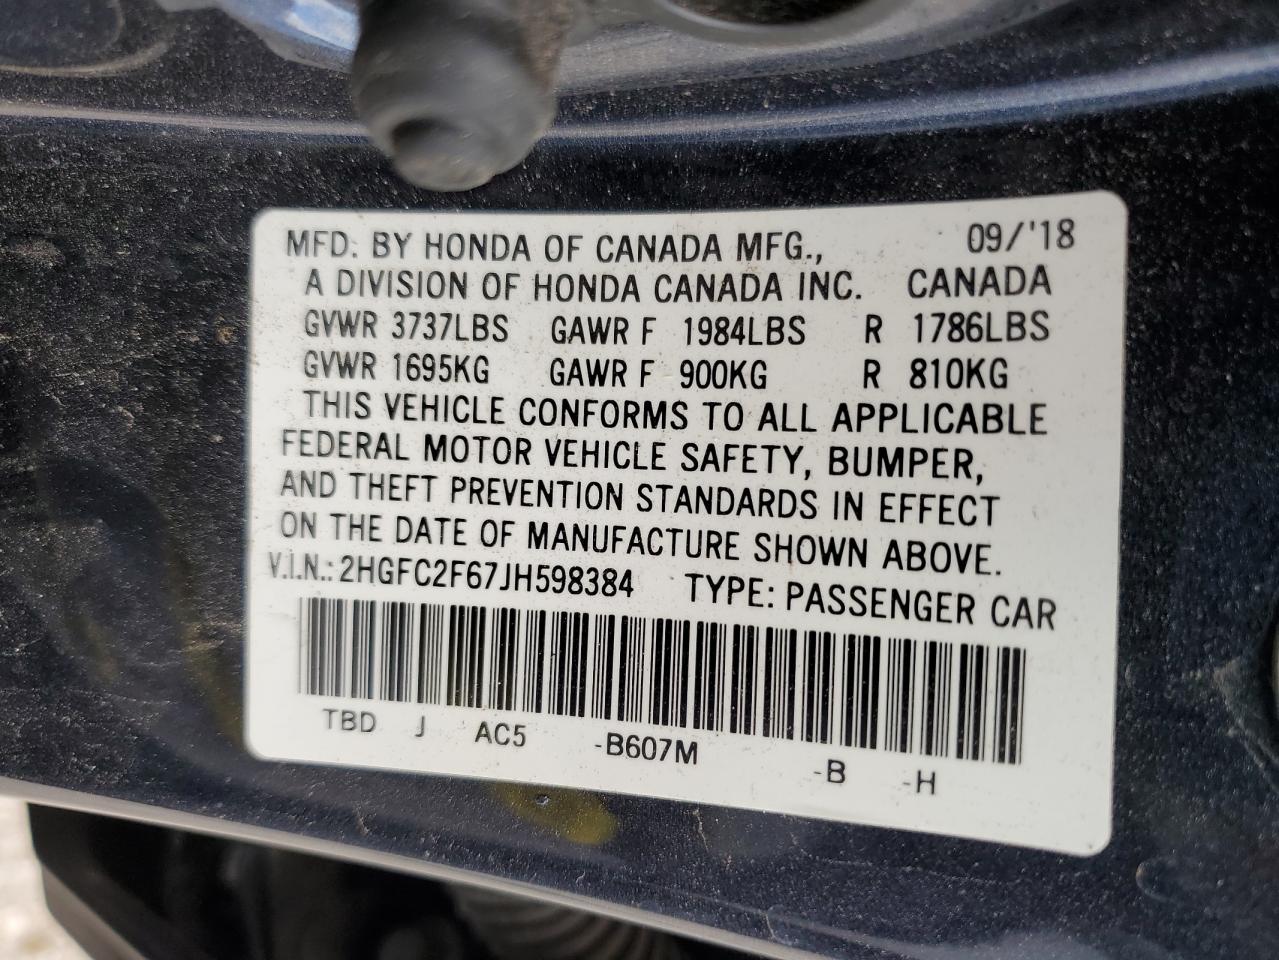 MFD. BY HONDA OF CANADA MFG., 09/'18
A DIVISION OF HONDA CANADA INC. CANADA
GVWR 3737LBS GAWR F 1984LBS R 1786LBS
GVWR 1695KG GAWR F 900KG R 810KG
THIS VEHICLE CONFORMS TO ALL APPLICABLE
FEDERAL MOTOR VEHICLE SAFETY, BUMPER,
AND THEFT PREVENTION STANDARDS IN EFFECT
ON THE DATE OF MANUFACTURE SHOWN ABOVE.
V.I.N.: 2HGFC2F67JH598384 TYPE: PASSENGER CAR
TBD J AC5 -B607M -B -H